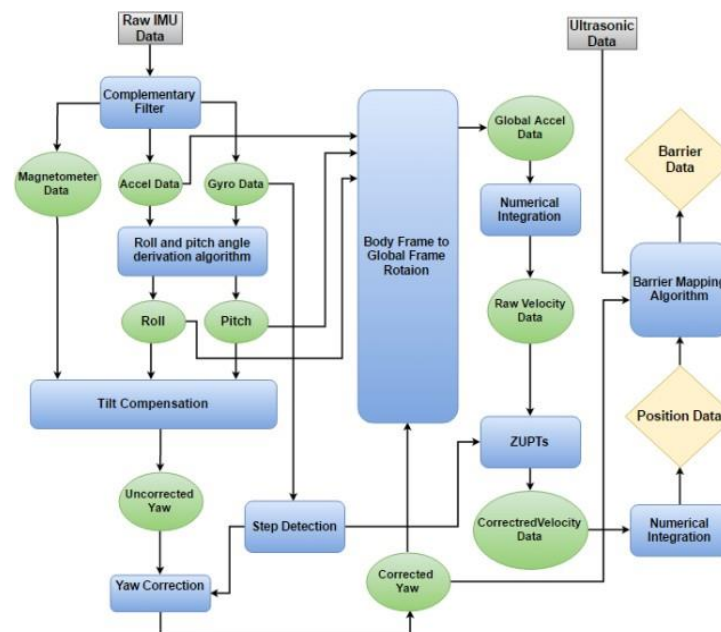 Raw IMU
Data
Ultrasonic
Data
Complementary
Filter
Global Accel
Data
Barrier
Data
Magnetometer
Data
Accel Data
Gyro Data
Numerical
Integration
Roll and pitch angle
derivation algorithm
Body Frame to
Global Frame
Rotaion
Barrier Mapping
Algorithm
Raw Velocity
Data
Roll
Pitch
Tilt Compensation
Position Data
ZUPTs
Uncorrected
Yaw
Step Detection
CorrectredVelocity
Data
Numerical
Integration
Yaw Correction
Corrected
Yaw